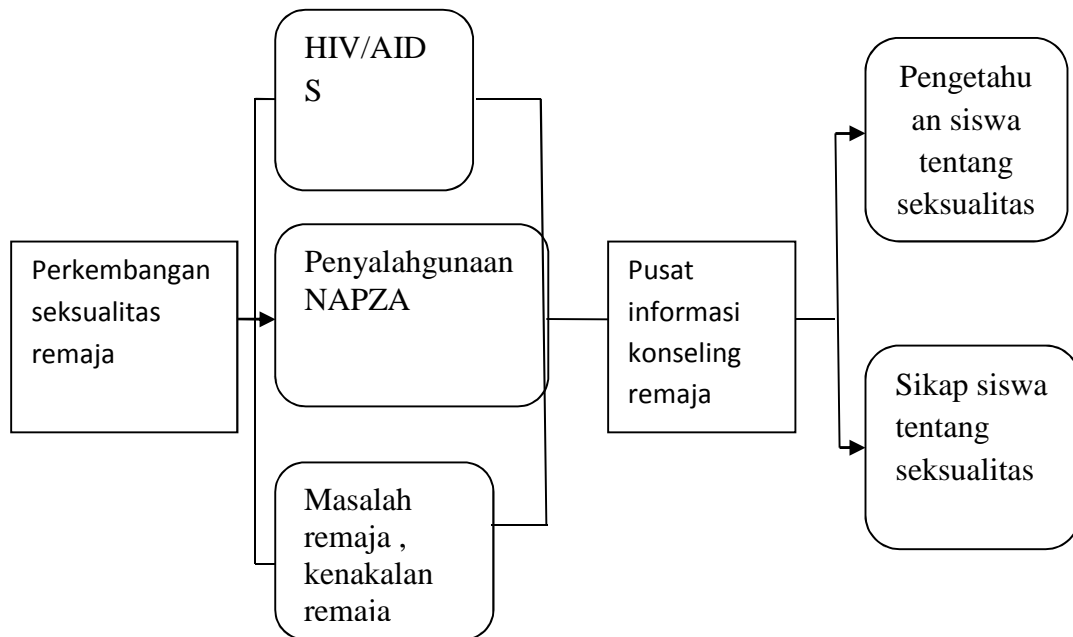 Perkembangan
seksualitas
remaja
HIV/AID
S
Penyalahgunaan
NAPZA
Masalah
remaja ,
kenakalan
remaja
Pusat
informasi
konseling
remaja
Pengetahu
an siswa
tentang
seksualitas
Sikap siswa
tentang
seksualitas